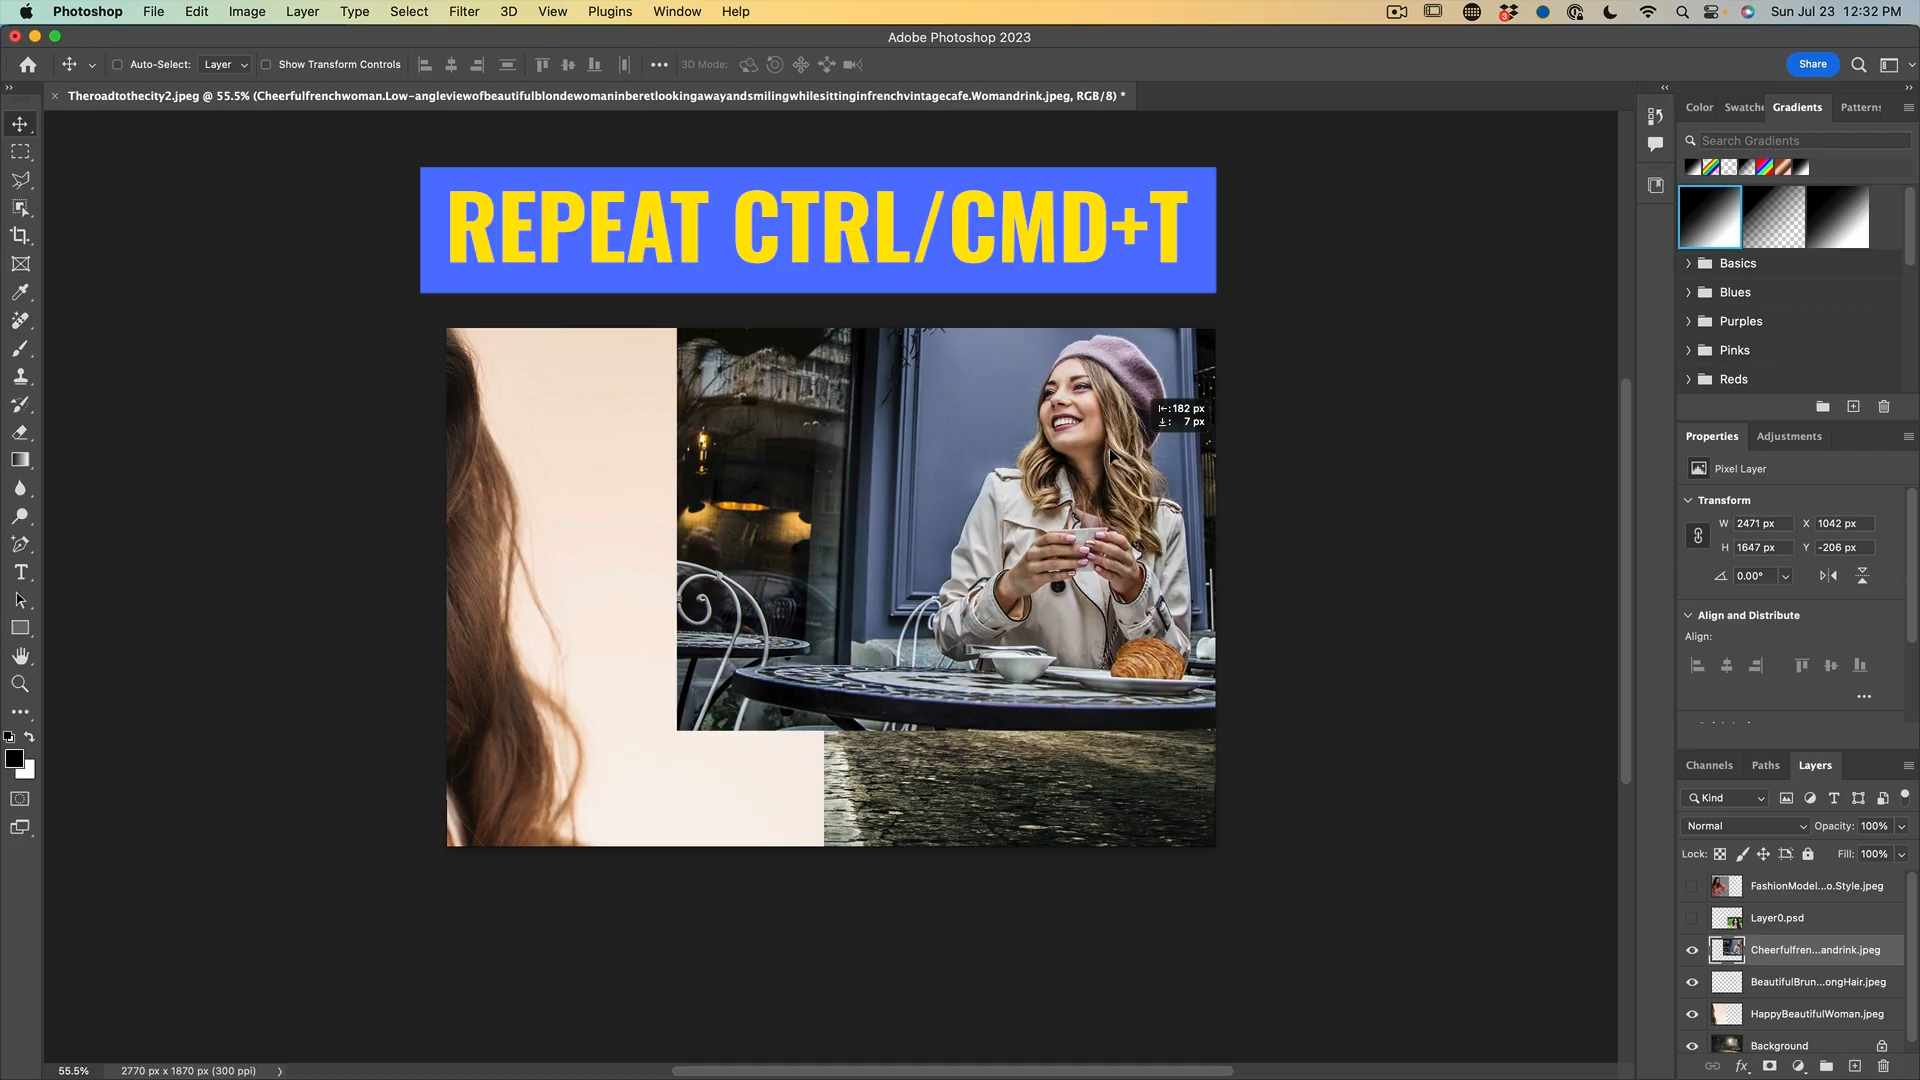 Photoshop File Edit Image Layer Type Select Filter 3D View Plugins Window Help
3
Sun Jul 23 12:32 PM
Adobe Photoshop 2023
Auto-Select: Layer Show Transform Controls 3D Mode: Share
Theroadtothecity2.jpeg @ 55.5% (Cheerfulfrenchwoman.Low-angleviewofbeautifulblondewomaninberetlookingawayandsmilingwhilesittinginfrenchvintagecafe.Womandrink.jpeg, RGB/8) *
Color Swatche Gradients Patterns
Search Gradients
REPEAT CTRL/CMD+T
Basics
Blues
Purples
Pinks
Reds
182 px
7 px
Properties Adjustments
Pixel Layer
Transform
W 2471 px X 1042 px
H 1647 px Y -206 px
0.00°
Align and Distribute
Align:
Channels Paths Layers
Kind
Normal Opacity: 100%
Lock: Fill: 100%
FashionModel...o.Style.jpeg
Layer0.psd
Cheerfulfren...andrink.jpeg
BeautifulBrun...ongHair.jpeg
HappyBeautifulWoman.jpeg
Background
55.5% 2770 px x 1870 px (300 ppi)